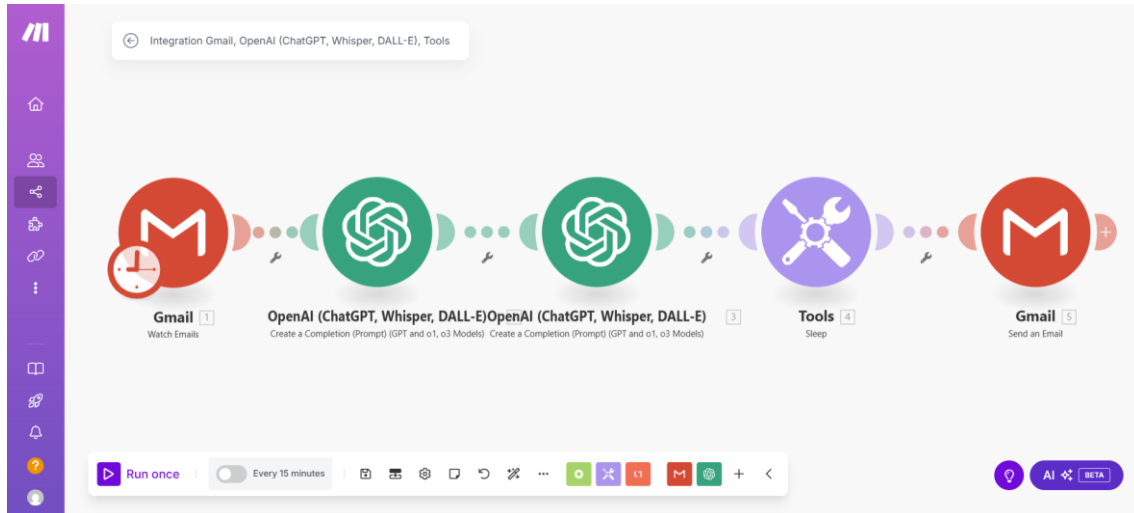 Integration Gmail, OpenAI (ChatGPT, Whisper, DALL-E), Tools
Gmail 1
Watch Emails
OpenAI (ChatGPT, Whisper, DALL-E)
Create a Completion (Prompt) (GPT and o1, o3 Models)
OpenAI (ChatGPT, Whisper, DALL-E) 3
Create a Completion (Prompt) (GPT and o1, o3 Models)
Tools 4
Sleep
Gmail 5
Send an Email
Run once
Every 15 minutes
AI BETA